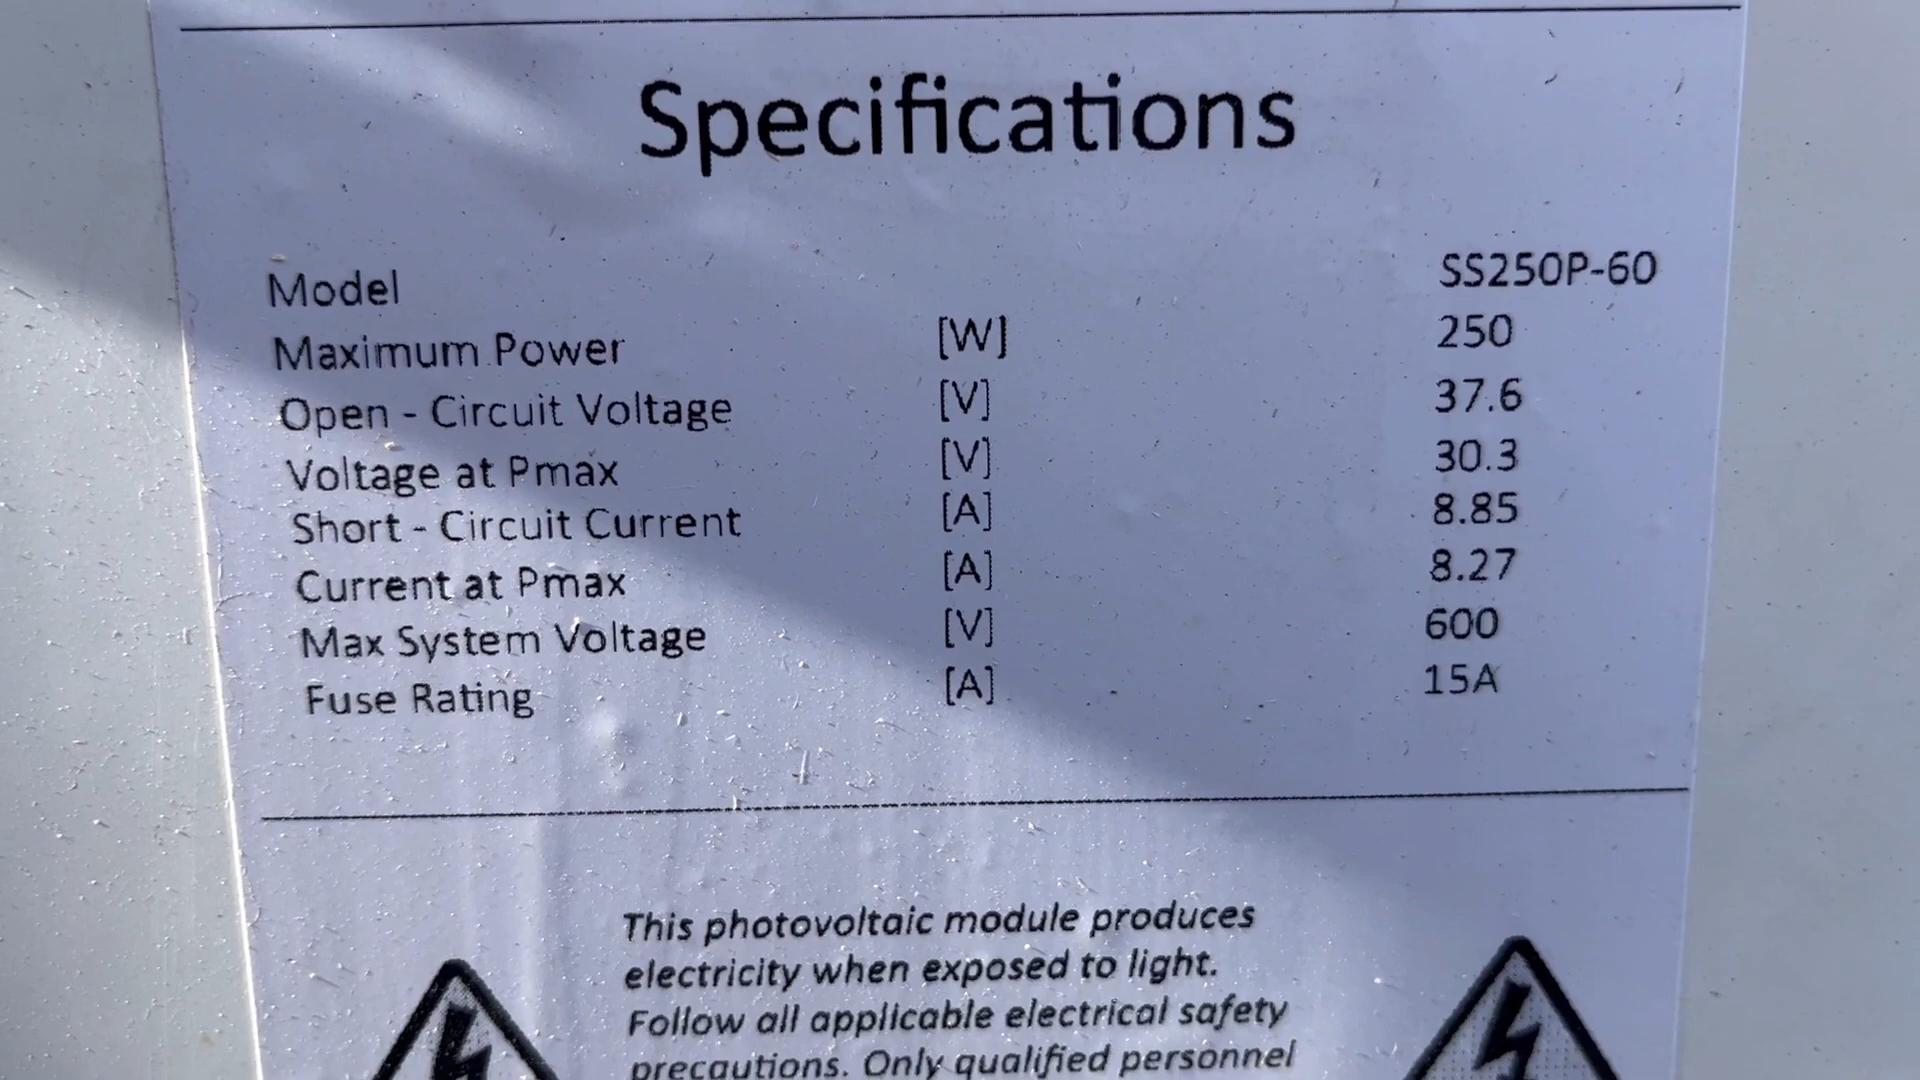 Specifications
Model SS250P-60
Maximum Power [W] 250
Open - Circuit Voltage [V] 37.6
Voltage at Pmax [V] 30.3
Short - Circuit Current [A] 8.85
Current at Pmax [A] 8.27
Max System Voltage [V] 600
Fuse Rating [A] 15A
This photovoltaic module produces
electricity when exposed to light.
Follow all applicable electrical safety
precautions. Only qualified personnel